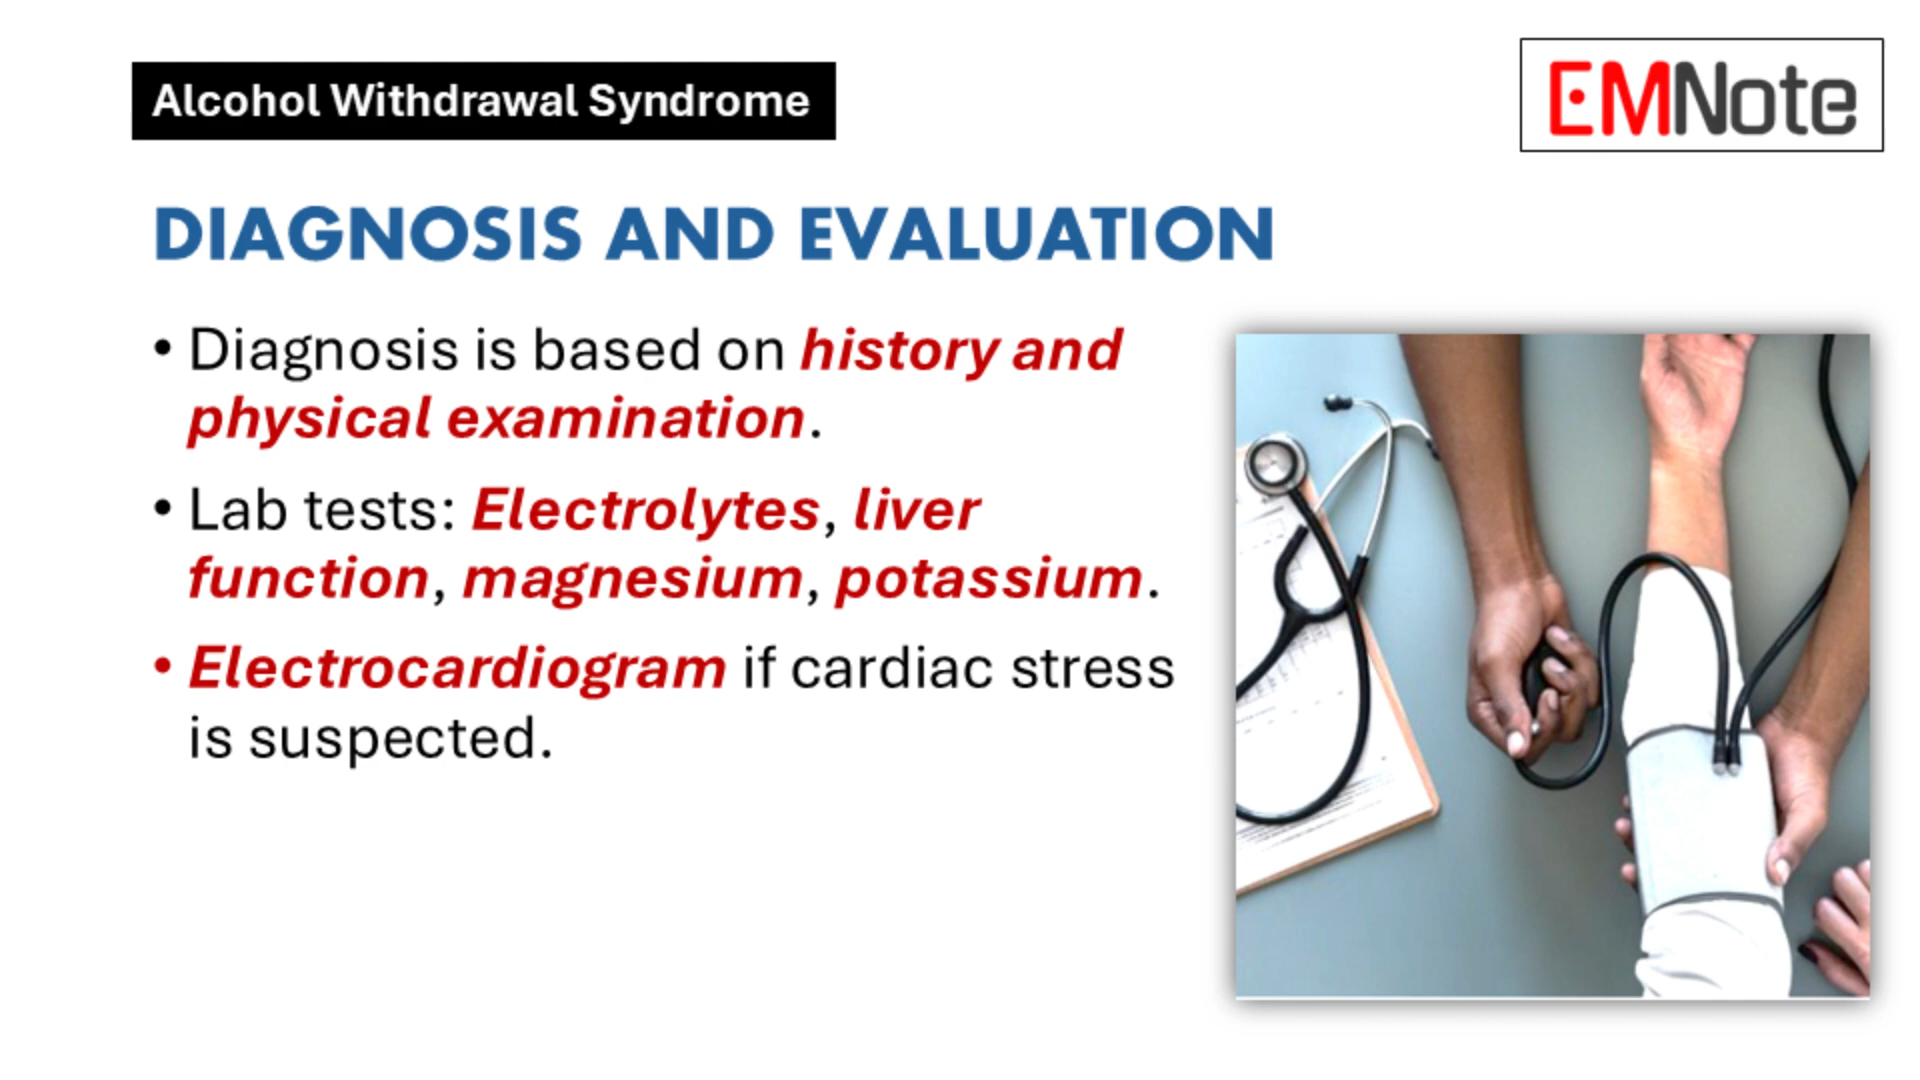 Alcohol Withdrawal Syndrome
EMNote
DIAGNOSIS AND EVALUATION
• Diagnosis is based on history and
physical examination.
• Lab tests: Electrolytes, liver
function, magnesium, potassium.
• Electrocardiogram if cardiac stress
is suspected.